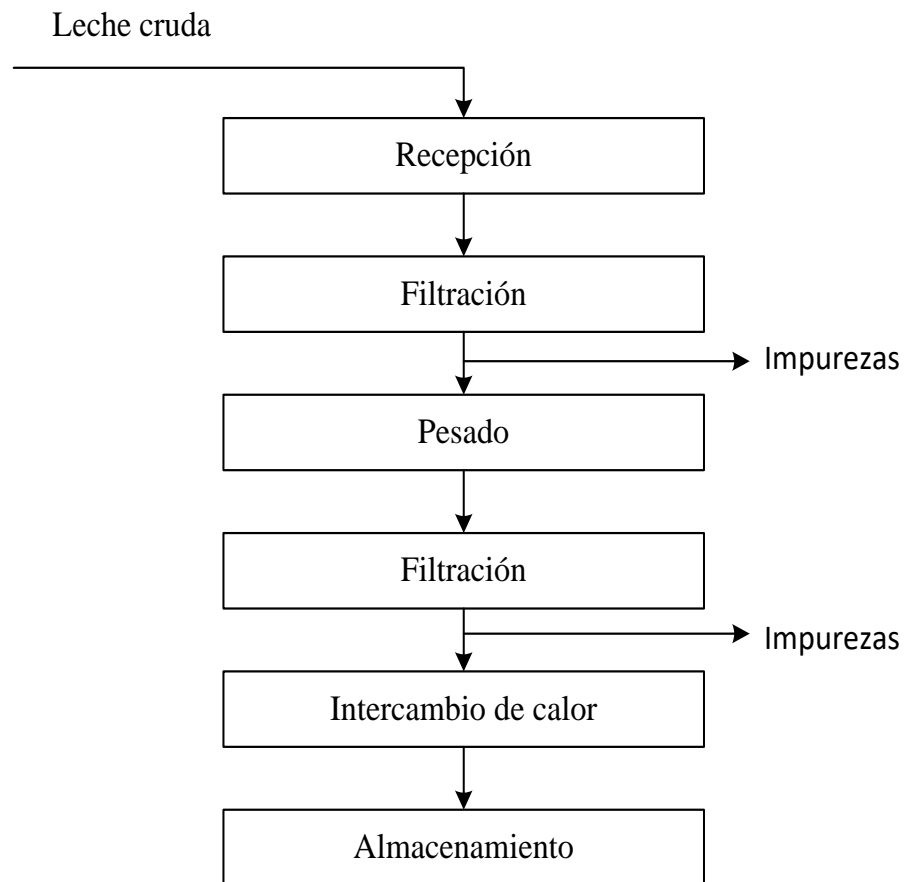 Leche cruda
Recepción
Filtración
Impurezas
Pesado
Filtración
Impurezas
Intercambio de calor
Almacenamiento